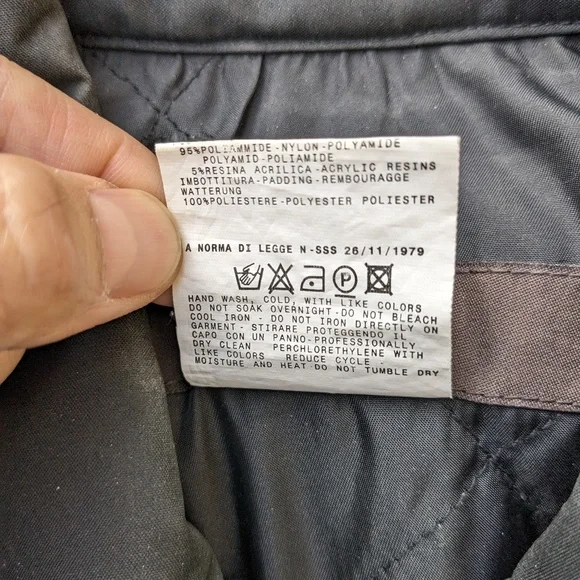 95%POLIAMMIDE-NYLON-POLYAMIDE
POLYAMID-POLIAMIDE
5%RESINA ACRILICA-ACRYLIC RESINS
IMBOTTITURA-PADDING-REMBOURAGGE
WATTERUNG
100%POLIESTERE-POLYESTER POLIESTER
A NORMA DI LEGGE N-SSS 26/11/1979
P
HAND WASH, COLD, WITH LIKE COLORS
DO NOT SOAK OVERNIGHT-DO NOT BLEACH
COOL IRON - DO NOT IRON DIRECTLY ON
GARMENT- STIRARE PROTEGGENDO IL
CAPO CON UN PANNO-PROFESSIONALLY
DRY CLEAN PERCHLORETHYLENE WITH
LIKE COLORS REDUCE CYCLE
MOISTURE AND HEAT DO NOT TUMBLE DRY